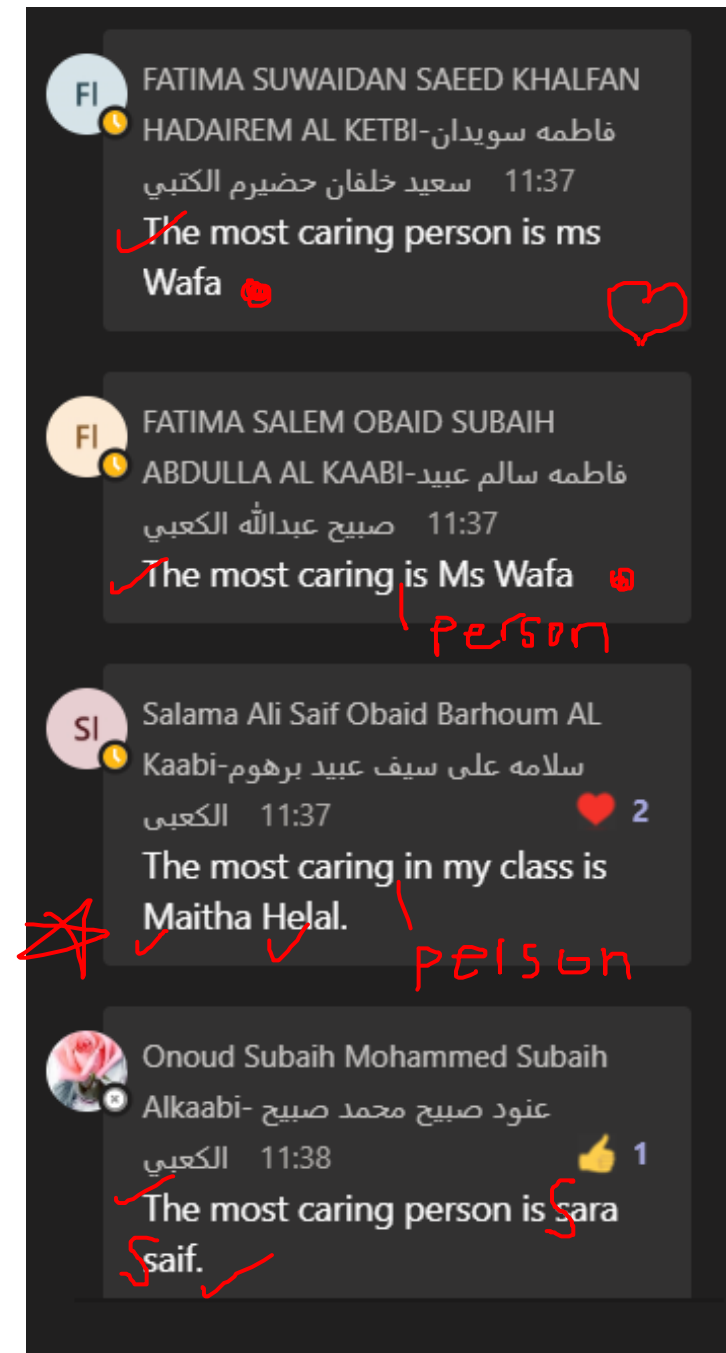 FI
FATIMA SUWAIDAN SAEED KHALFAN
HADAIREM AL KETBI-فاطمه سويدان
سعيد خلفان حضيرم الكتبي 11:37
The most caring person is ms
Wafa
FI
FATIMA SALEM OBAID SUBAIH
ABDULLA AL KAABI-فاطمه سالم عبيد
صبيح عبدالله الكعبي 11:37
The most caring is Ms Wafa
person
SI
Salama Ali Saif Obaid Barhoum AL
Kaabi-سلامه على سيف عبيد برهوم
الكعبى 11:37
2
The most caring in my class is
Maitha Helal.
person
Onoud Subaih Mohammed Subaih
Alkaabi- عنود صبيح محمد صبيح
الكعبي 11:38
1
The most caring person is sara
S
saif.
S